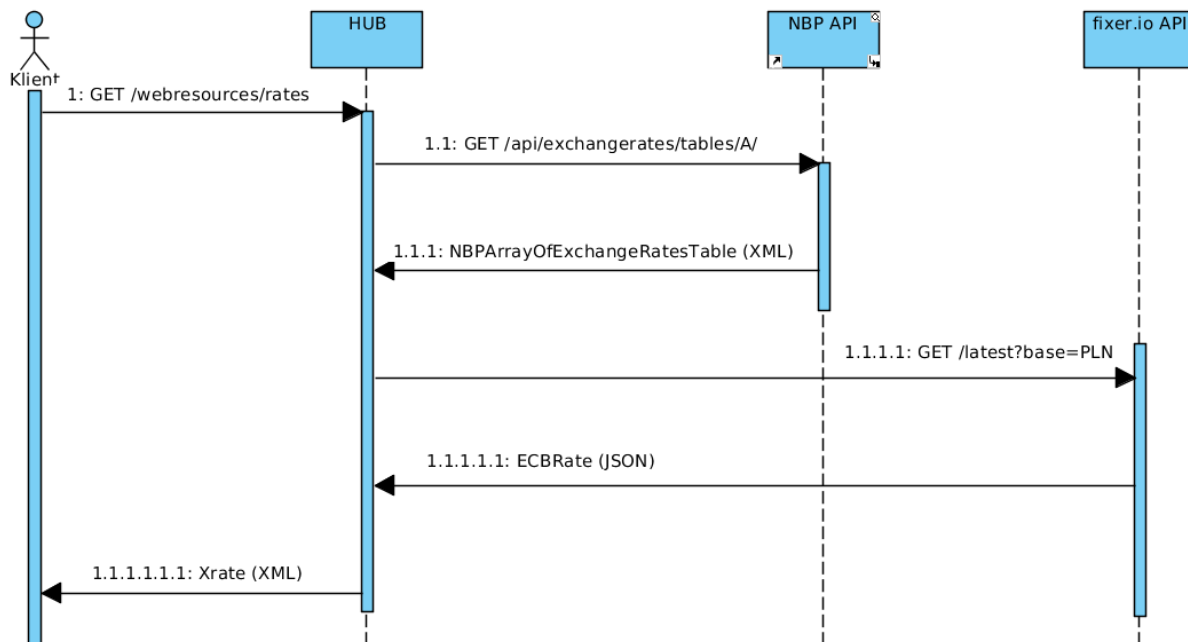 HUB
NBP API
fixer.io API
Klient
1: GET /webresources/rates
1.1: GET /api/exchangerates/tables/A/
1.1.1: NBPArrayOfExchangeRatesTable (XML)
1.1.1.1: GET /latest?base=PLN
1.1.1.1.1: ECBRate (JSON)
1.1.1.1.1.1: Xrate (XML)